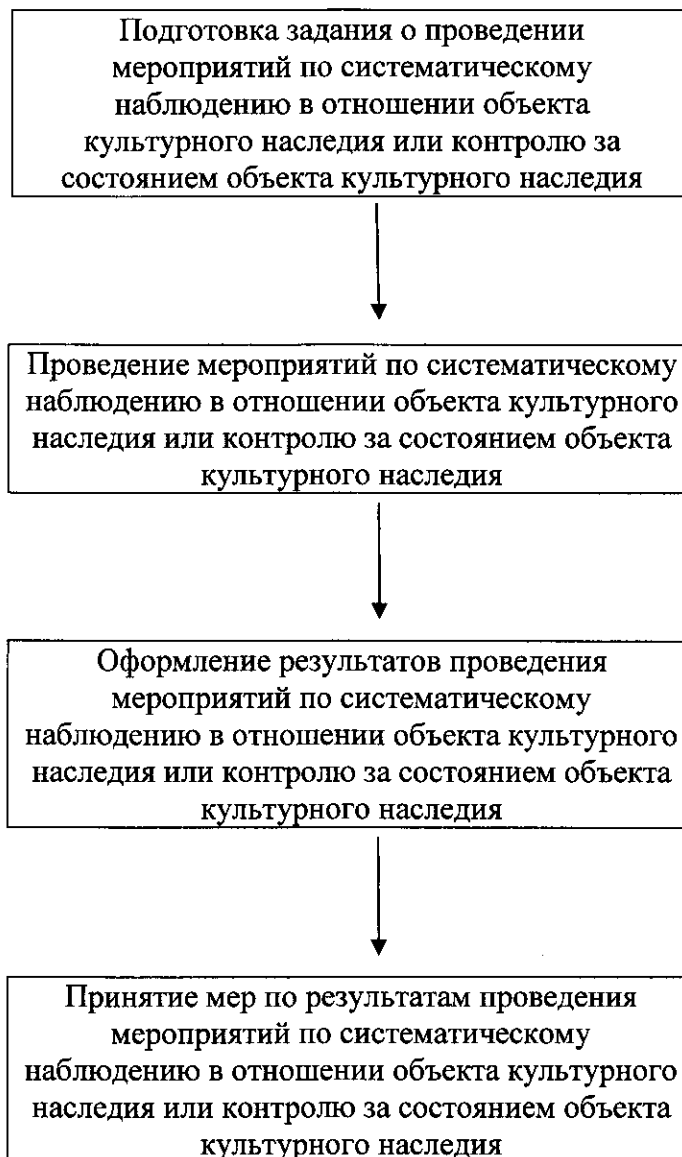 Подготовка задания о проведении
мероприятий по систематическому
наблюдению в отношении объекта
культурного наследия или контролю за
состоянием объекта культурного наследия
Проведение мероприятий по систематическому
наблюдению в отношении объекта культурного
наследия или контролю за состоянием объекта
культурного наследия
Оформление результатов проведения
мероприятий по систематическому
наблюдению в отношении объекта культурного
наследия или контролю за состоянием объекта
культурного наследия
Принятие мер по результатам проведения
мероприятий по систематическому
наблюдению в отношении объекта культурного
наследия или контролю за состоянием объекта
культурного наследия